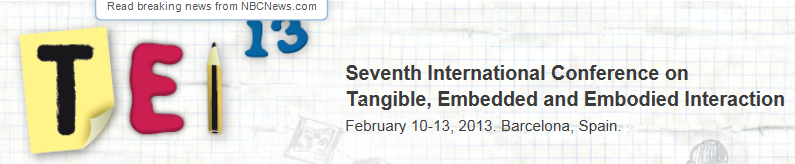 Read breaking news from NBCNews.com
TEI 13
Seventh International Conference on
Tangible, Embedded and Embodied Interaction
February 10-13, 2013. Barcelona, Spain.